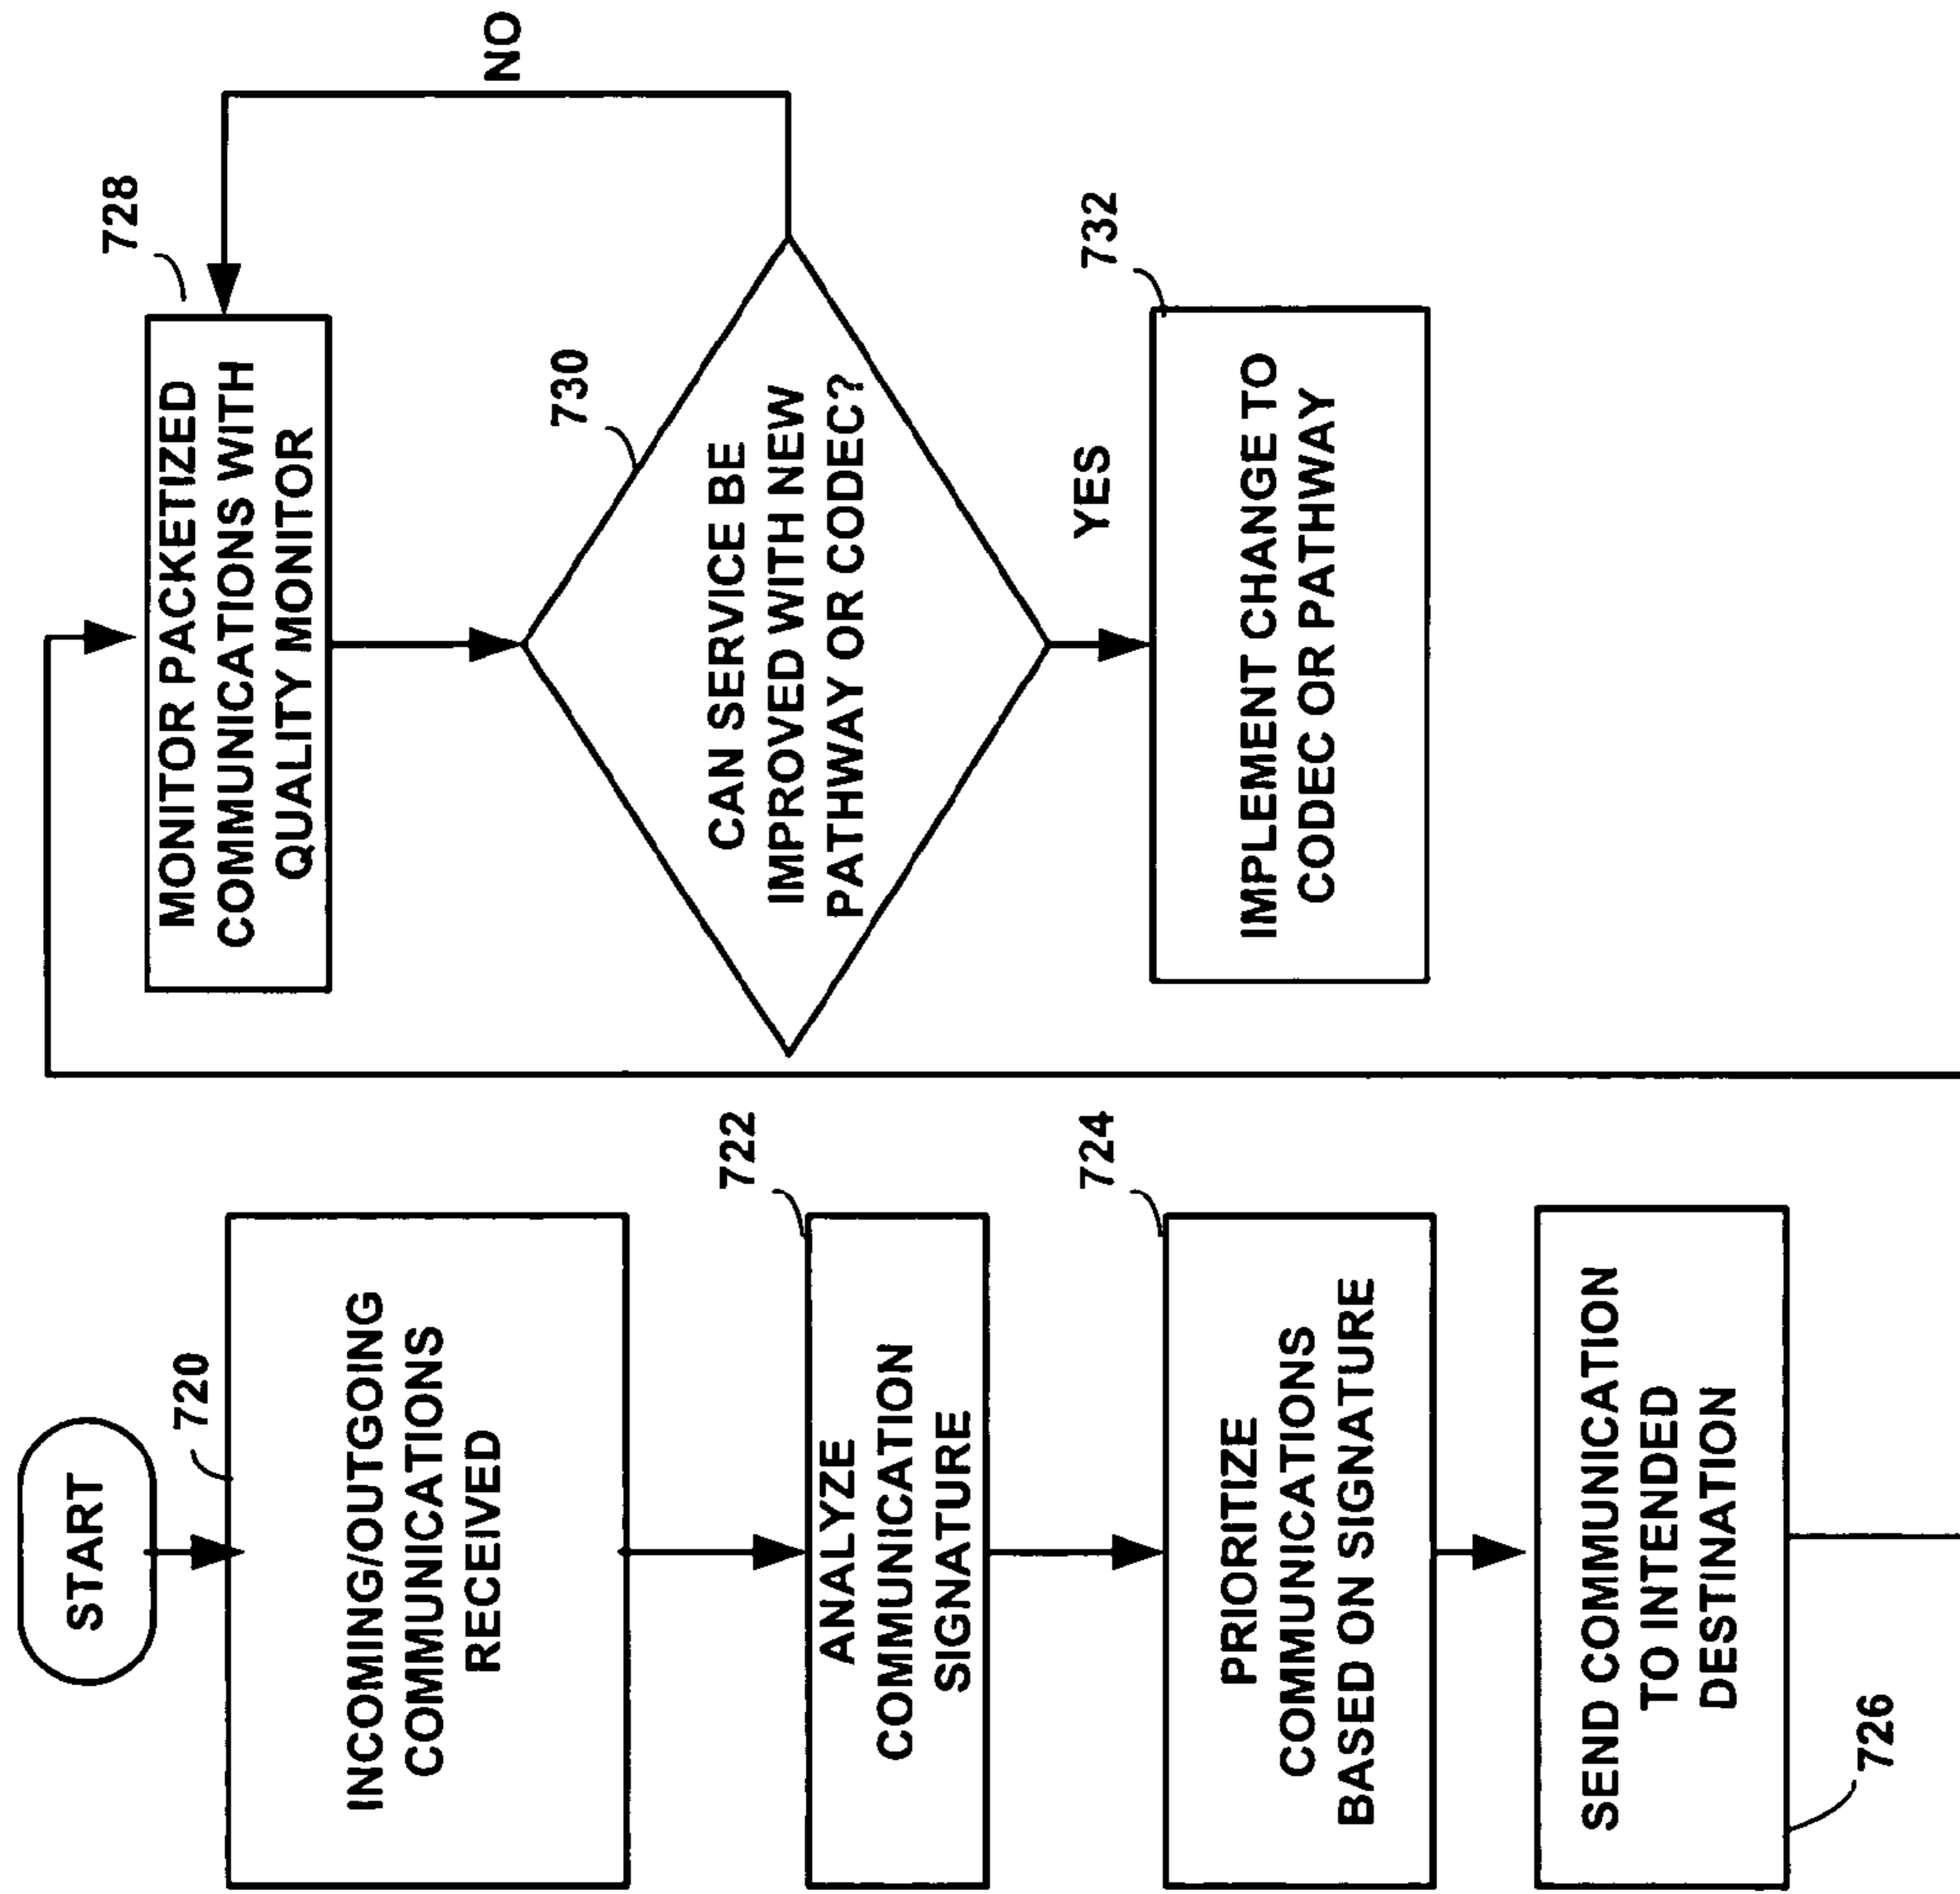 START
720
INCOMING/OUTGOING
COMMUNICATIONS
RECEIVED
722
ANALYZE
COMMUNICATION
SIGNATURE
724
PRIORITIZE
COMMUNICATIONS
BASED ON SIGNATURE
SEND COMMUNICATION
TO INTENDED
DESTINATION
726
728
MONITOR PACKETIZED
COMMUNICATIONS WITH
QUALITY MONITOR
NO
730
CAN SERVICE BE
IMPROVED WITH NEW
PATHWAY OR CODEC?
YES
732
IMPLEMENT CHANGE TO
CODEC OR PATHWAY